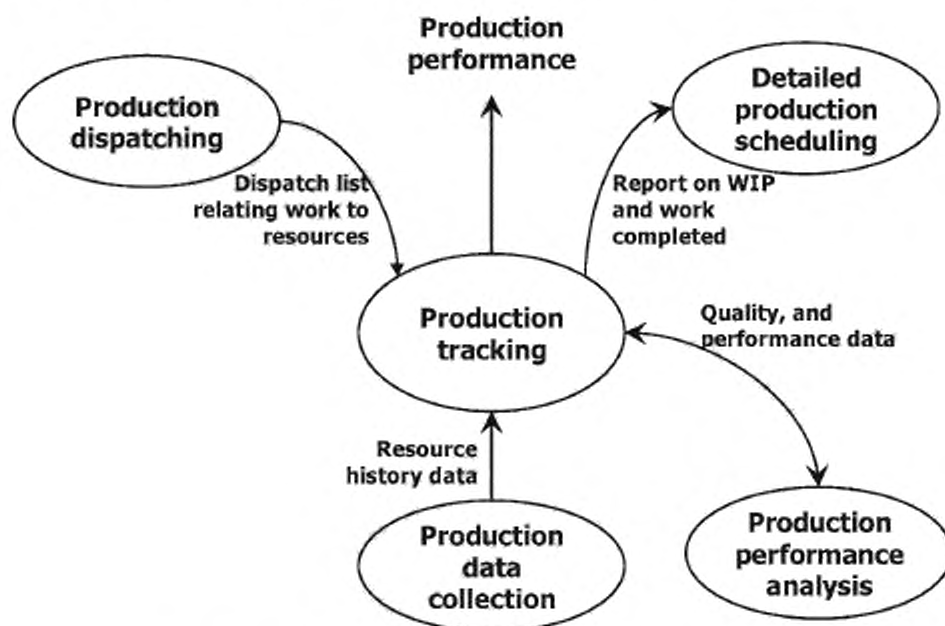 Production
performance
Production
dispatching
Detailed
production
scheduling
Dispatch list
relating work to
resources
Report on WIP
and work
completed
Production
tracking
Quality, and
performance data
Resource
history data
Production
data
collection
Production
performance
analysis